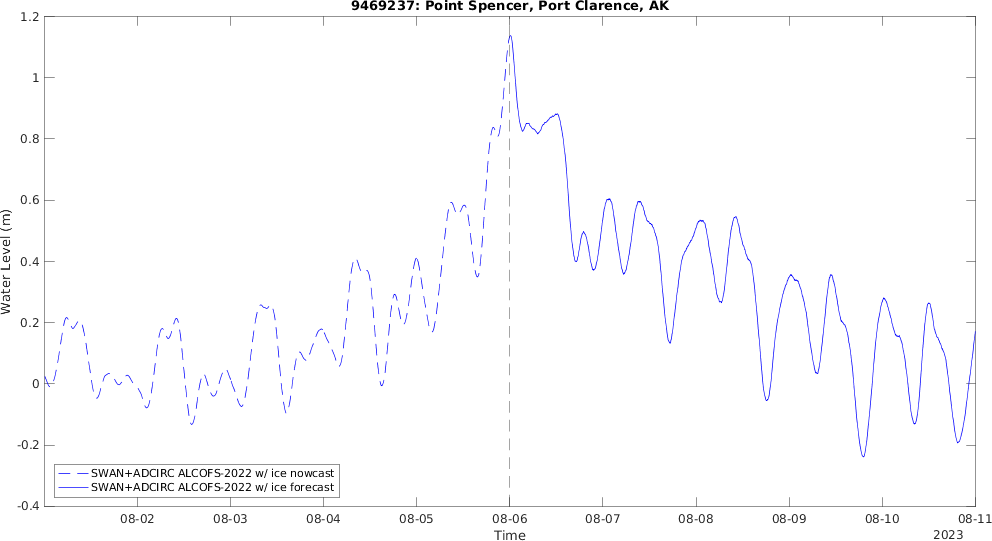 9469237: Point Spencer, Port Clarence, AK
1.2
1
0.8
0.6
0.4
0.2
0
-0.2
-0.4
Water Level (m)
SWAN+ADCIRC ALCOFS-2022 w/ ice nowcast
SWAN+ADCIRC ALCOFS-2022 w/ ice forecast
08-02 08-03 08-04 08-05 08-06 08-07 08-08 08-09 08-10 08-11
Time
2023